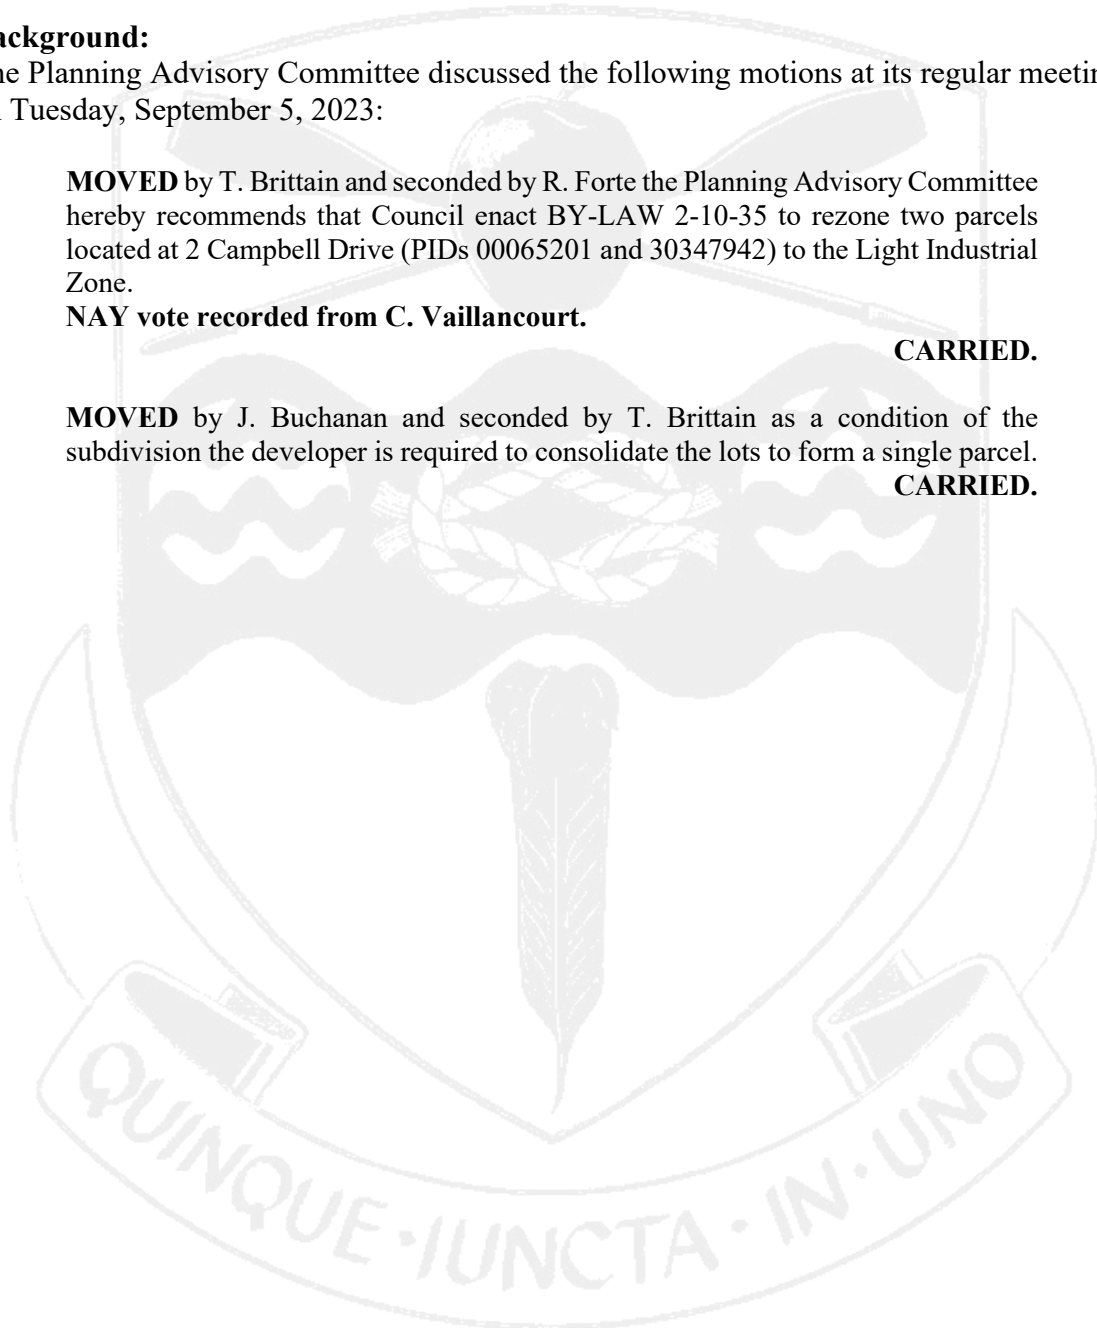 ackground:
he Planning Advisory Committee discussed the following motions at its regular meetin
Tuesday, September 5, 2023:
MOVED by T. Brittain and seconded by R. Forte the Planning Advisory Committee
hereby recommends that Council enact BY-LAW 2-10-35 to rezone two parcels
located at 2 Campbell Drive (PIDs 00065201 and 30347942) to the Light Industrial
Zone.
NAY vote recorded from C. Vaillancourt.
CARRIED.
MOVED by J. Buchanan and seconded by T. Brittain as a condition of the
subdivision the developer is required to consolidate the lots to form a single parcel.
CARRIED.
QUINQUE·IUNCTA·IN·UNO